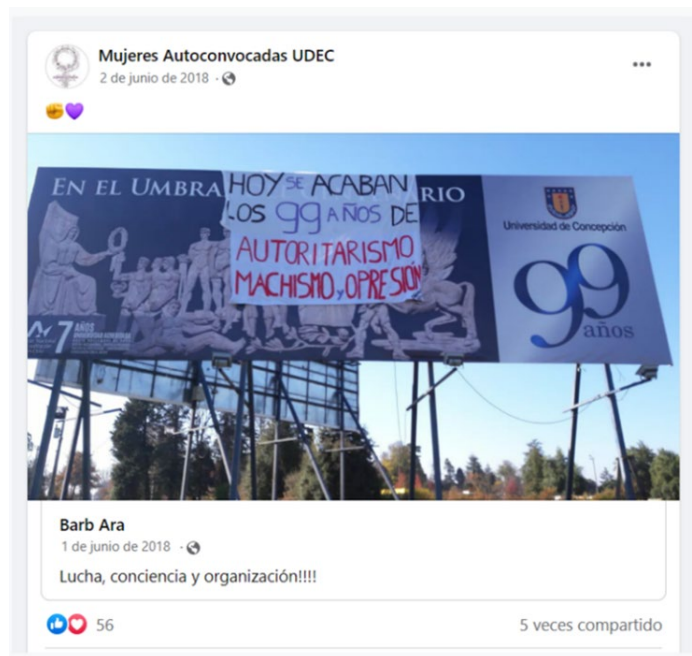 Mujeres Autoconvocadas UDEC
2 de junio de 2018
EN EL UMBRA
RIO
HOY SE ACABAN
LOS 99 AÑOS DE
AUTORITARISMO
MACHISMO y OPRESIÓN
Universidad de Concepción
99
años
7 AÑOS
Barb Ara
1 de junio de 2018
Lucha, conciencia y organización!!!!
56
5 veces compartido